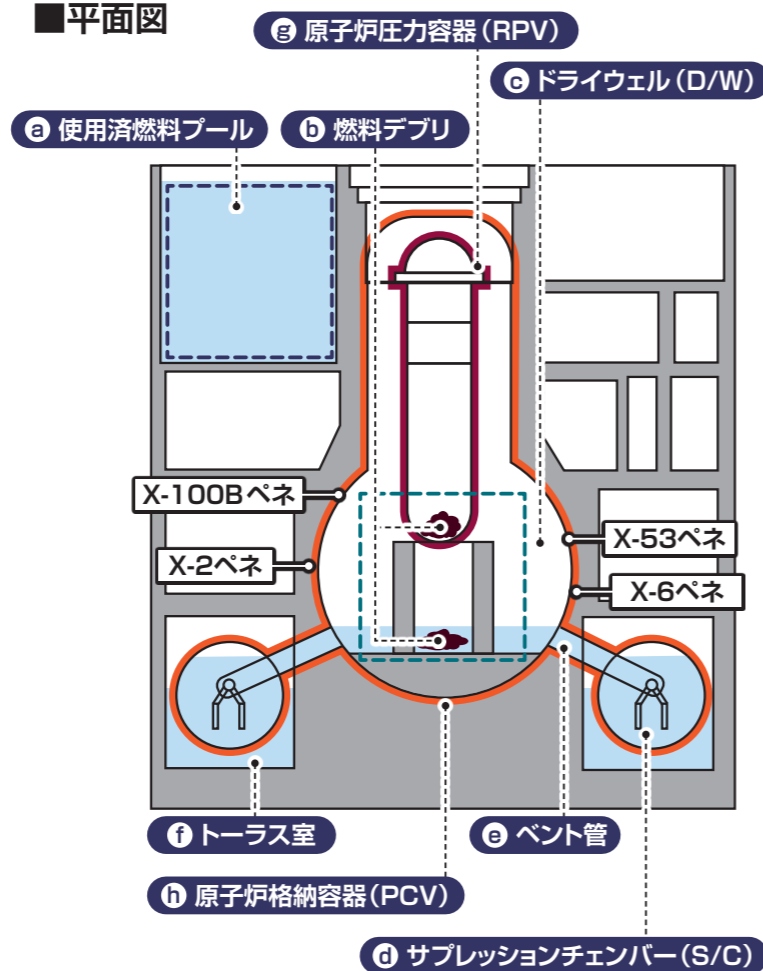 ■平面図
g 原子炉圧力容器(RPV)
c ドライウェル(D/W)
a 使用済燃料プール
b 燃料デブリ
X-100Bペネ
X-53ペネ
X-2ペネ
X-6ペネ
f トーラス室
e ベント管
h 原子炉格納容器(PCV)
d サプレッションチェンバー(S/C)